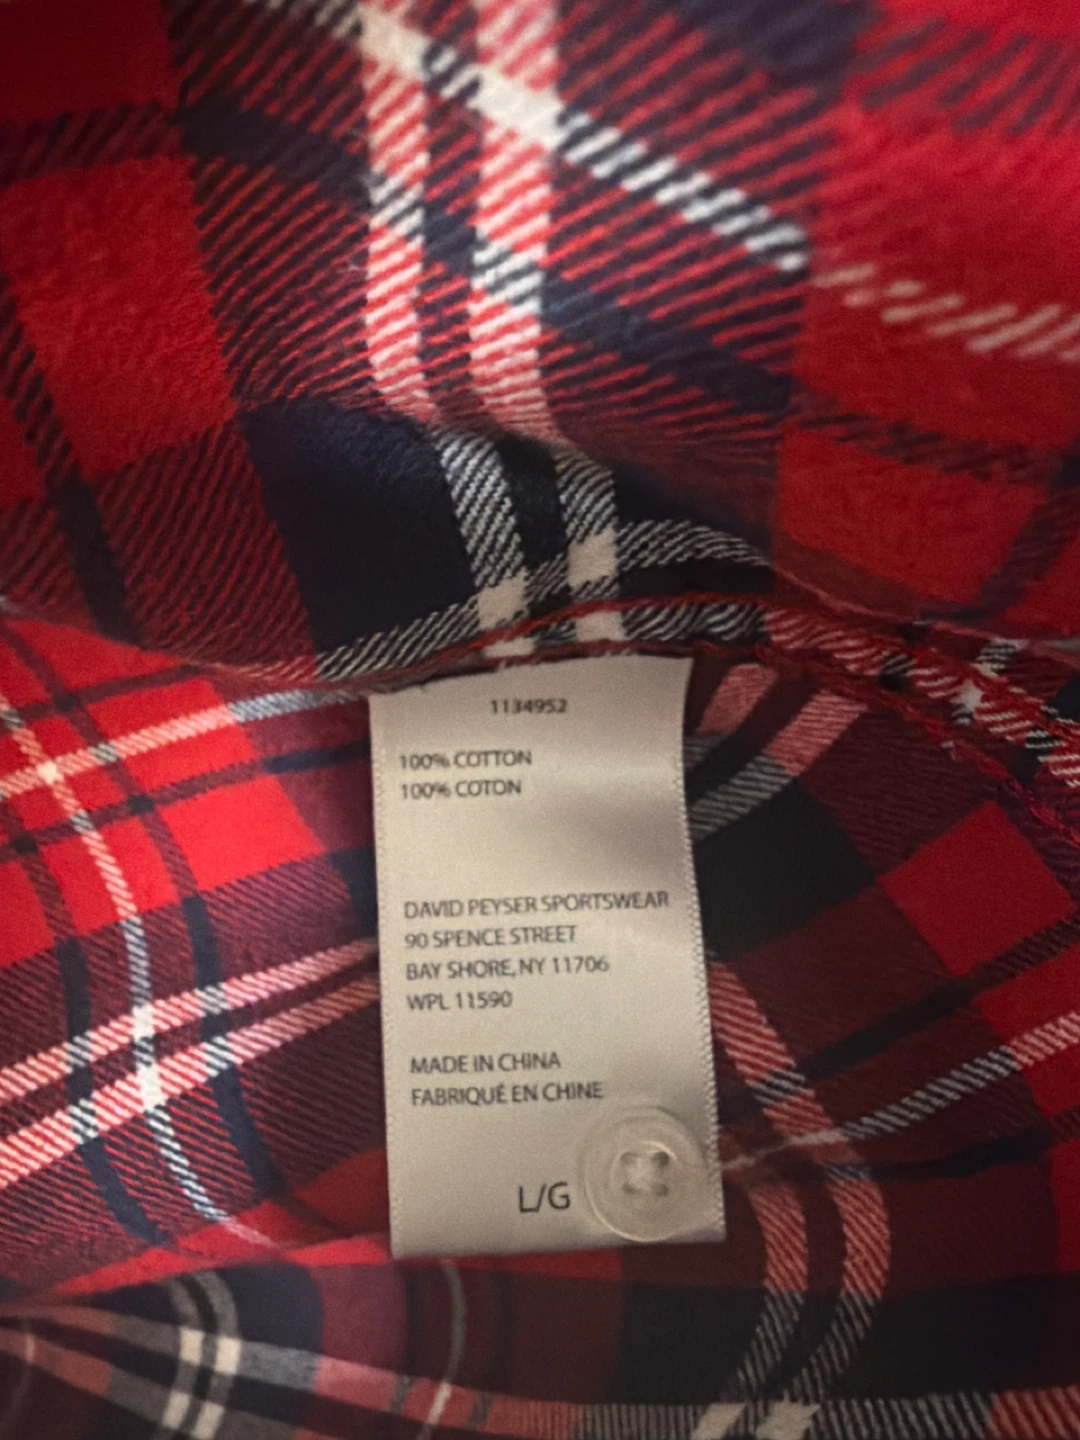 1134952
100% COTTON
100% COTON
DAVID PEYSER SPORTSWEAR
90 SPENCE STREET
BAY SHORE, NY 11706
WPL 11590
MADE IN CHINA
FABRIQUÉ EN CHINE
L/G